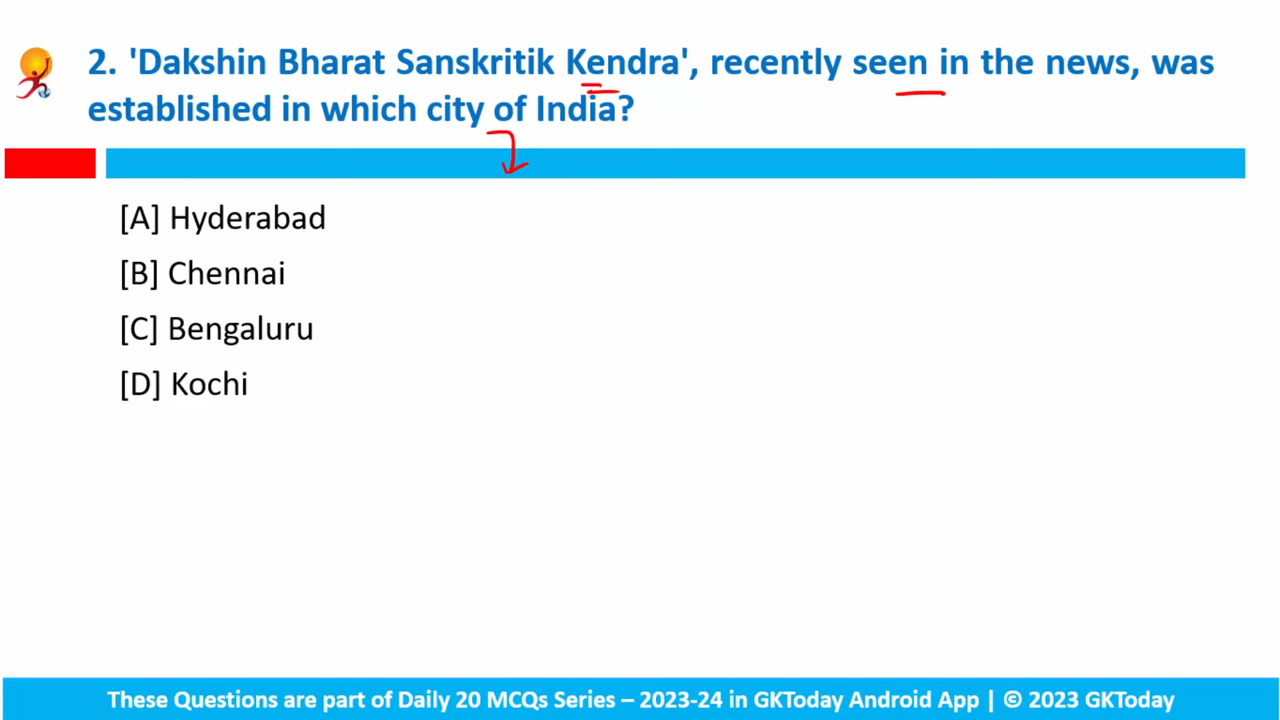 2. 'Dakshin Bharat Sanskritik Kendra', recently seen in the news, was
established in which city of India?
[A] Hyderabad
[B] Chennai
[C] Bengaluru
[D] Kochi
These Questions are part of Daily 20 MCQs Series – 2023-24 in GKToday Android App | © 2023 GKToday